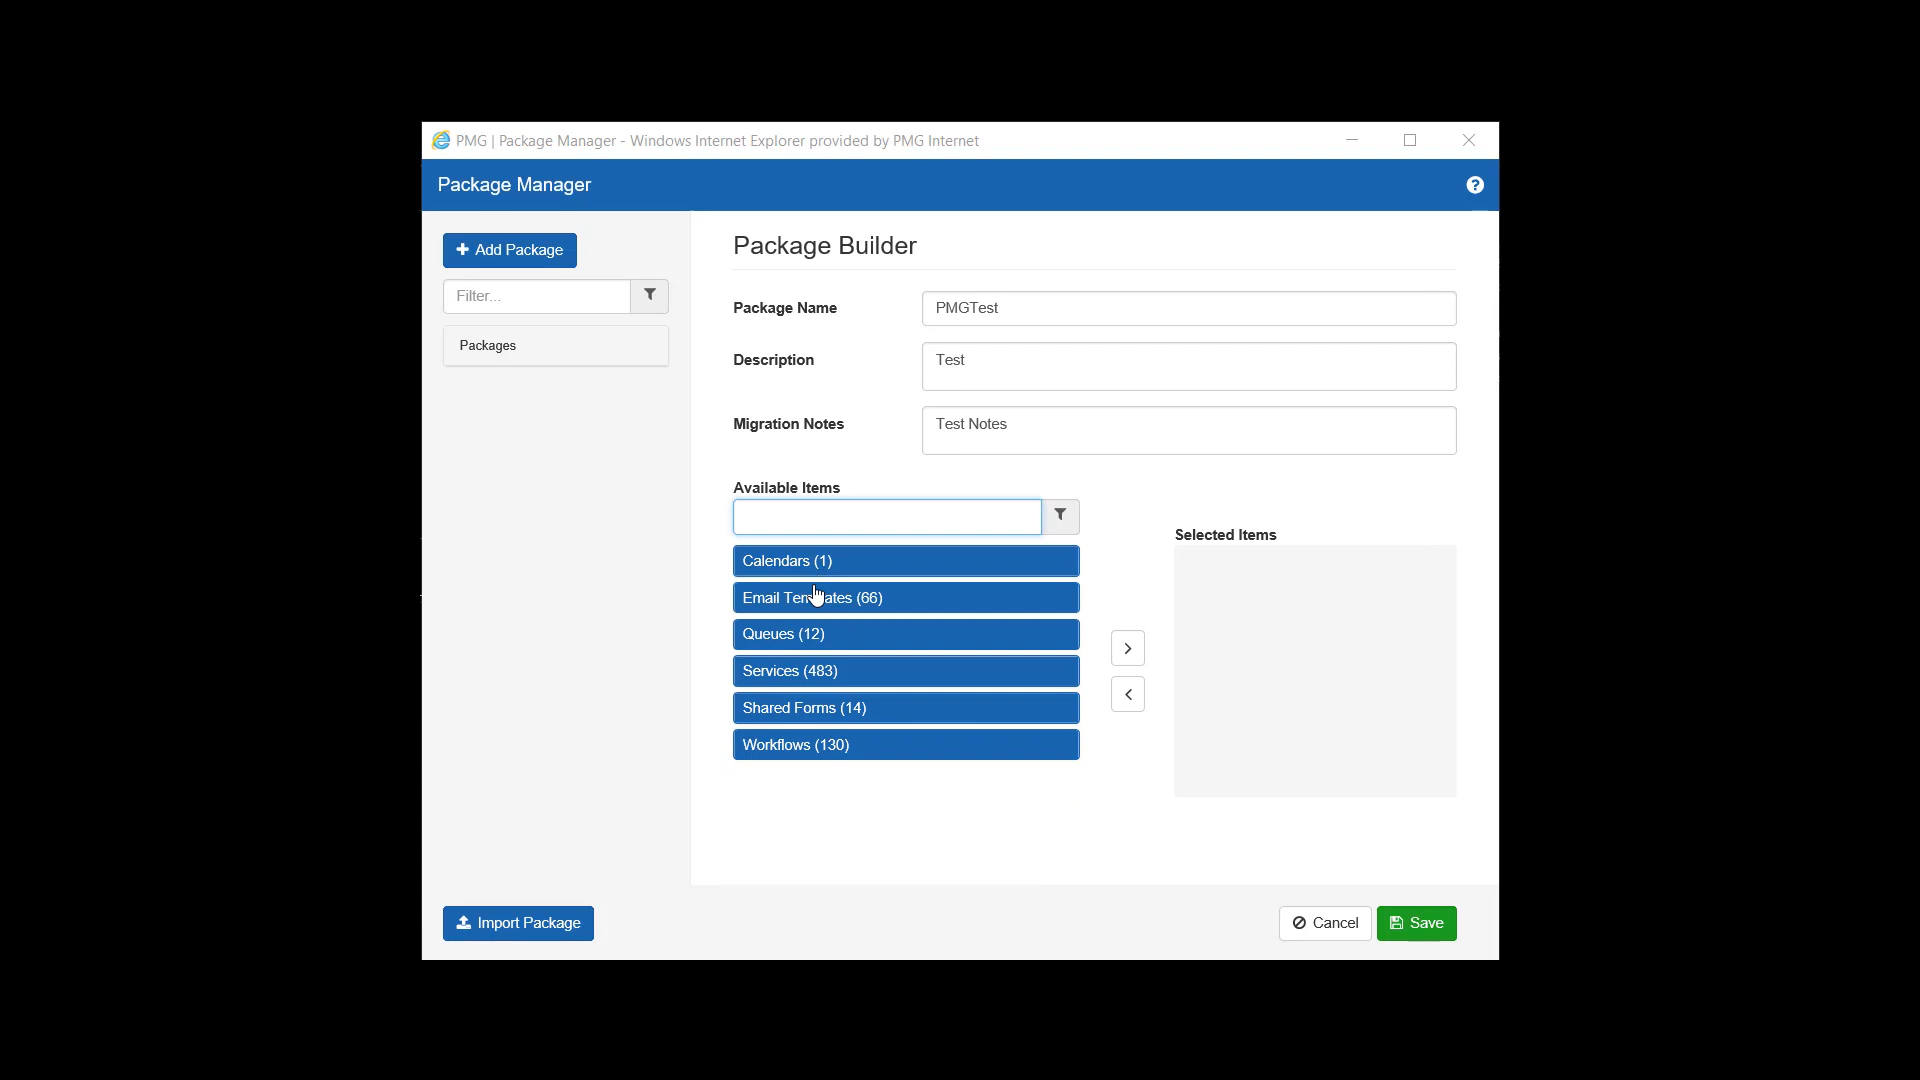 PMG | Package Manager - Windows Internet Explorer provided by PMG Internet
Package Manager
Add Package
Filter...
Packages
Package Builder
Package Name
PMGTest
Description
Test
Migration Notes
Test Notes
Available Items
Calendars (1)
Email Templates (66)
Queues (12)
Services (483)
Shared Forms (14)
Workflows (130)
Selected Items
Import Package
Cancel
Save